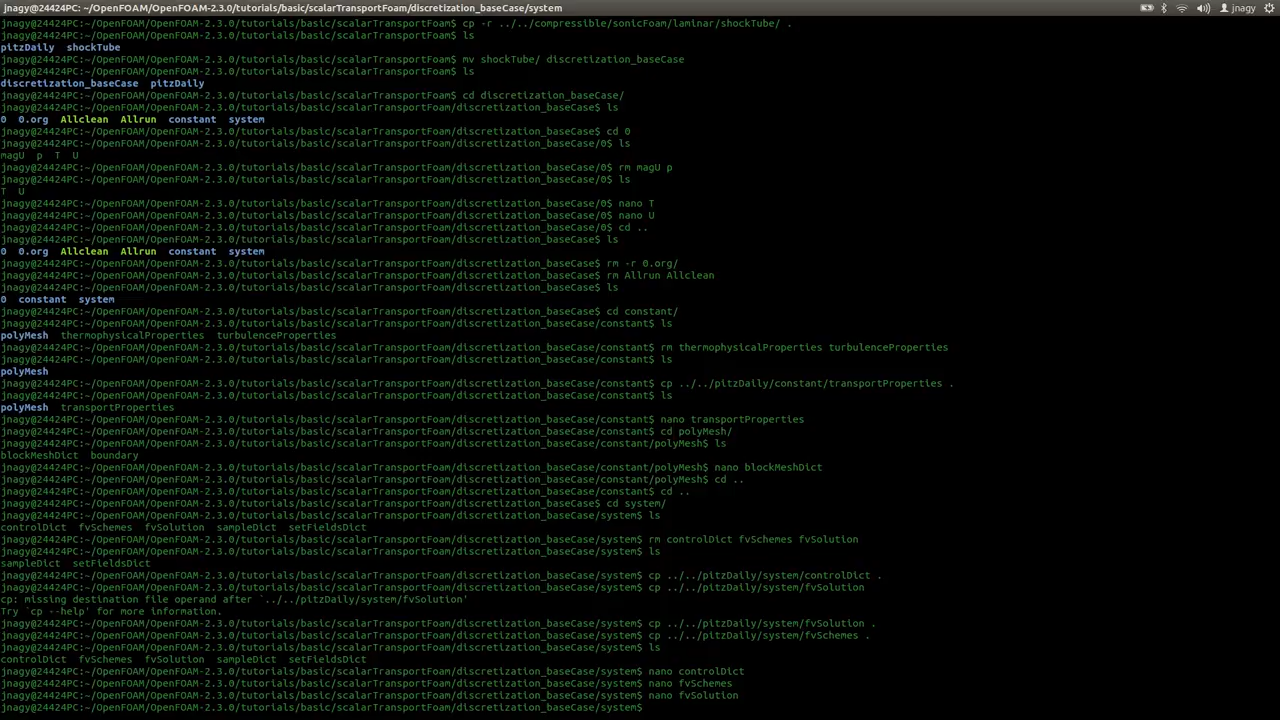 jnagy@24424PC:~/OpenFOAM/OpenFOAM-2.3.0/tutorials/basic/scalarTransportFoam/discretization_baseCase/system
jnagy
jnagy@24424PC:~/OpenFOAM/OpenFOAM-2.3.0/tutorials/basic/scalarTransportFoam$ cp -r ../../compressible/sonicFoam/laminar/shockTube/ .
jnagy@24424PC:~/OpenFOAM/OpenFOAM-2.3.0/tutorials/basic/scalarTransportFoam$ ls
pitzDaily  shockTube
jnagy@24424PC:~/OpenFOAM/OpenFOAM-2.3.0/tutorials/basic/scalarTransportFoam$ mv shockTube/ discretization_baseCase
jnagy@24424PC:~/OpenFOAM/OpenFOAM-2.3.0/tutorials/basic/scalarTransportFoam$ ls
discretization_baseCase  pitzDaily
jnagy@24424PC:~/OpenFOAM/OpenFOAM-2.3.0/tutorials/basic/scalarTransportFoam$ cd discretization_baseCase/
jnagy@24424PC:~/OpenFOAM/OpenFOAM-2.3.0/tutorials/basic/scalarTransportFoam/discretization_baseCase$ ls
0  0.org  Allclean  Allrun  constant  system
jnagy@24424PC:~/OpenFOAM/OpenFOAM-2.3.0/tutorials/basic/scalarTransportFoam/discretization_baseCase$ cd 0
jnagy@24424PC:~/OpenFOAM/OpenFOAM-2.3.0/tutorials/basic/scalarTransportFoam/discretization_baseCase/0$ ls
magU  p  T  U
jnagy@24424PC:~/OpenFOAM/OpenFOAM-2.3.0/tutorials/basic/scalarTransportFoam/discretization_baseCase/0$ rm magU p
jnagy@24424PC:~/OpenFOAM/OpenFOAM-2.3.0/tutorials/basic/scalarTransportFoam/discretization_baseCase/0$ ls
T  U
jnagy@24424PC:~/OpenFOAM/OpenFOAM-2.3.0/tutorials/basic/scalarTransportFoam/discretization_baseCase/0$ nano T
jnagy@24424PC:~/OpenFOAM/OpenFOAM-2.3.0/tutorials/basic/scalarTransportFoam/discretization_baseCase/0$ nano U
jnagy@24424PC:~/OpenFOAM/OpenFOAM-2.3.0/tutorials/basic/scalarTransportFoam/discretization_baseCase/0$ cd ..
jnagy@24424PC:~/OpenFOAM/OpenFOAM-2.3.0/tutorials/basic/scalarTransportFoam/discretization_baseCase$ ls
0  0.org  Allclean  Allrun  constant  system
jnagy@24424PC:~/OpenFOAM/OpenFOAM-2.3.0/tutorials/basic/scalarTransportFoam/discretization_baseCase$ rm -r 0.org/
jnagy@24424PC:~/OpenFOAM/OpenFOAM-2.3.0/tutorials/basic/scalarTransportFoam/discretization_baseCase$ rm Allrun Allclean
jnagy@24424PC:~/OpenFOAM/OpenFOAM-2.3.0/tutorials/basic/scalarTransportFoam/discretization_baseCase$ ls
0  constant  system
jnagy@24424PC:~/OpenFOAM/OpenFOAM-2.3.0/tutorials/basic/scalarTransportFoam/discretization_baseCase$ cd constant/
jnagy@24424PC:~/OpenFOAM/OpenFOAM-2.3.0/tutorials/basic/scalarTransportFoam/discretization_baseCase/constant$ ls
polyMesh  thermophysicalProperties  turbulenceProperties
jnagy@24424PC:~/OpenFOAM/OpenFOAM-2.3.0/tutorials/basic/scalarTransportFoam/discretization_baseCase/constant$ rm thermophysicalProperties turbulenceProperties
jnagy@24424PC:~/OpenFOAM/OpenFOAM-2.3.0/tutorials/basic/scalarTransportFoam/discretization_baseCase/constant$ ls
polyMesh
jnagy@24424PC:~/OpenFOAM/OpenFOAM-2.3.0/tutorials/basic/scalarTransportFoam/discretization_baseCase/constant$ cp ../../pitzDaily/constant/transportProperties .
jnagy@24424PC:~/OpenFOAM/OpenFOAM-2.3.0/tutorials/basic/scalarTransportFoam/discretization_baseCase/constant$ ls
polyMesh  transportProperties
jnagy@24424PC:~/OpenFOAM/OpenFOAM-2.3.0/tutorials/basic/scalarTransportFoam/discretization_baseCase/constant$ nano transportProperties
jnagy@24424PC:~/OpenFOAM/OpenFOAM-2.3.0/tutorials/basic/scalarTransportFoam/discretization_baseCase/constant$ cd polyMesh/
jnagy@24424PC:~/OpenFOAM/OpenFOAM-2.3.0/tutorials/basic/scalarTransportFoam/discretization_baseCase/constant/polyMesh$ ls
blockMeshDict  boundary
jnagy@24424PC:~/OpenFOAM/OpenFOAM-2.3.0/tutorials/basic/scalarTransportFoam/discretization_baseCase/constant/polyMesh$ nano blockMeshDict
jnagy@24424PC:~/OpenFOAM/OpenFOAM-2.3.0/tutorials/basic/scalarTransportFoam/discretization_baseCase/constant/polyMesh$ cd ..
jnagy@24424PC:~/OpenFOAM/OpenFOAM-2.3.0/tutorials/basic/scalarTransportFoam/discretization_baseCase/constant$ cd ..
jnagy@24424PC:~/OpenFOAM/OpenFOAM-2.3.0/tutorials/basic/scalarTransportFoam/discretization_baseCase$ cd system/
jnagy@24424PC:~/OpenFOAM/OpenFOAM-2.3.0/tutorials/basic/scalarTransportFoam/discretization_baseCase/system$ ls
controlDict  fvSchemes  fvSolution  sampleDict  setFieldsDict
jnagy@24424PC:~/OpenFOAM/OpenFOAM-2.3.0/tutorials/basic/scalarTransportFoam/discretization_baseCase/system$ rm controlDict fvSchemes fvSolution
jnagy@24424PC:~/OpenFOAM/OpenFOAM-2.3.0/tutorials/basic/scalarTransportFoam/discretization_baseCase/system$ ls
sampleDict  setFieldsDict
jnagy@24424PC:~/OpenFOAM/OpenFOAM-2.3.0/tutorials/basic/scalarTransportFoam/discretization_baseCase/system$ cp ../../pitzDaily/system/controlDict .
jnagy@24424PC:~/OpenFOAM/OpenFOAM-2.3.0/tutorials/basic/scalarTransportFoam/discretization_baseCase/system$ cp ../../pitzDaily/system/fvSolution
cp: missing destination file operand after `../../pitzDaily/system/fvSolution'
Try `cp --help' for more information.
jnagy@24424PC:~/OpenFOAM/OpenFOAM-2.3.0/tutorials/basic/scalarTransportFoam/discretization_baseCase/system$ cp ../../pitzDaily/system/fvSolution .
jnagy@24424PC:~/OpenFOAM/OpenFOAM-2.3.0/tutorials/basic/scalarTransportFoam/discretization_baseCase/system$ cp ../../pitzDaily/system/fvSchemes .
jnagy@24424PC:~/OpenFOAM/OpenFOAM-2.3.0/tutorials/basic/scalarTransportFoam/discretization_baseCase/system$ ls
controlDict  fvSchemes  fvSolution  sampleDict  setFieldsDict
jnagy@24424PC:~/OpenFOAM/OpenFOAM-2.3.0/tutorials/basic/scalarTransportFoam/discretization_baseCase/system$ nano controlDict
jnagy@24424PC:~/OpenFOAM/OpenFOAM-2.3.0/tutorials/basic/scalarTransportFoam/discretization_baseCase/system$ nano fvSchemes
jnagy@24424PC:~/OpenFOAM/OpenFOAM-2.3.0/tutorials/basic/scalarTransportFoam/discretization_baseCase/system$ nano fvSolution
jnagy@24424PC:~/OpenFOAM/OpenFOAM-2.3.0/tutorials/basic/scalarTransportFoam/discretization_baseCase/system$